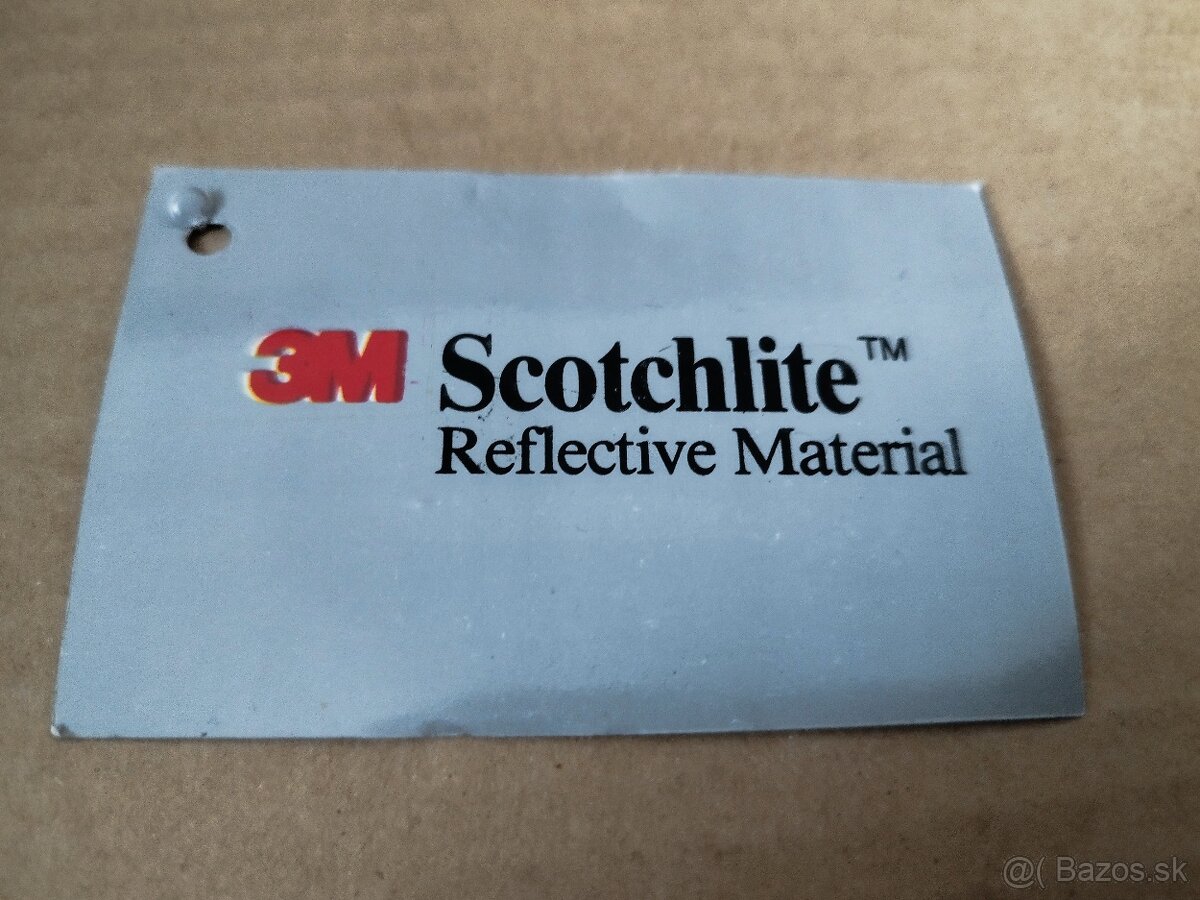 3M Scotchlite™
Reflective Material
@( Bazos.sk